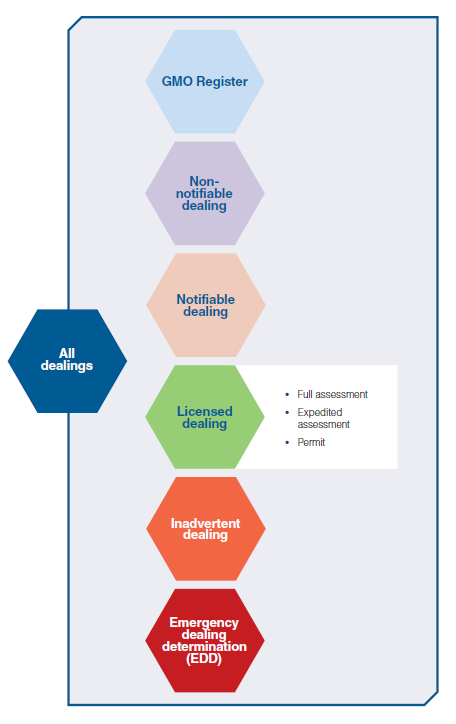 GMO Register
Non-
notifiable
dealing
Notifiable
dealing
All
dealings
Licensed
dealing
• Full assessment
• Expedited
assessment
• Permit
Inadvertent
dealing
Emergency
dealing
determination
(EDD)